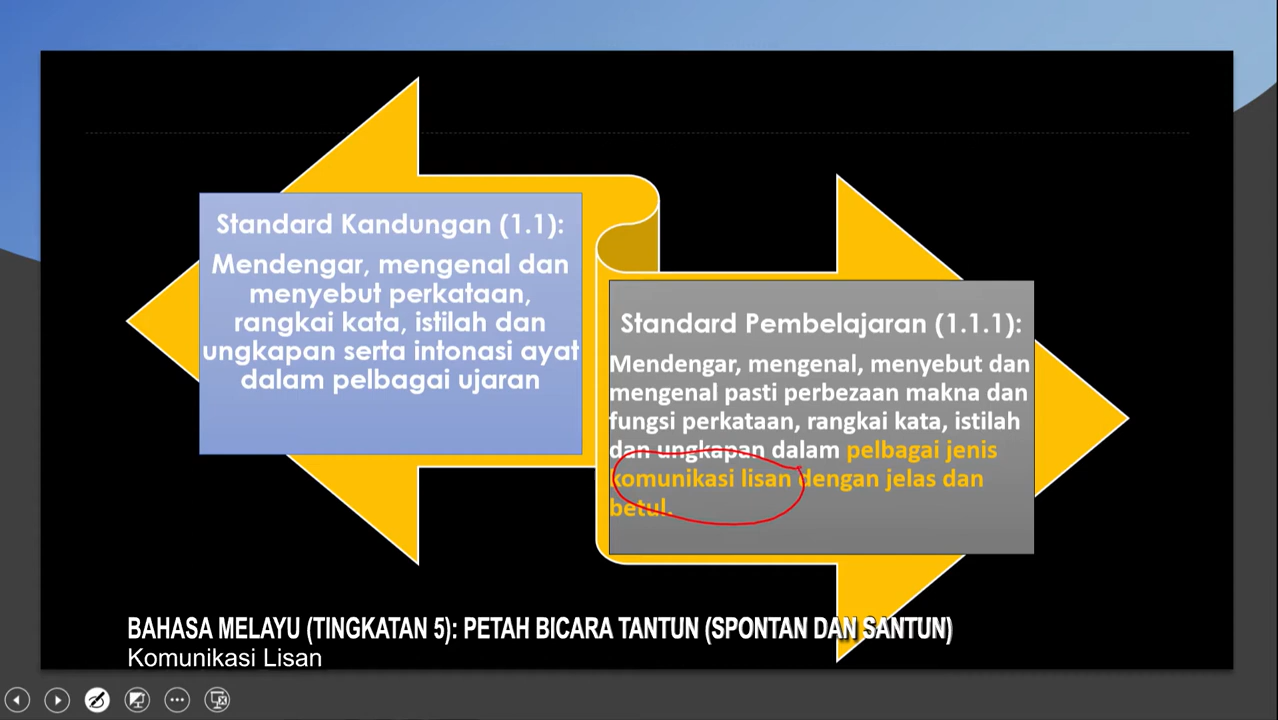 Standard Kandungan (1.1):
Mendengar, mengenal dan
menyebut perkataan,
rangkai kata, istilah dan
ungkapan serta intonasi ayat
dalam pelbagai ujaran
Standard Pembelajaran (1.1.1):
Mendengar, mengenal, menyebut dan
mengenal pasti perbezaan makna dan
fungsi perkataan, rangkai kata, istilah
dan ungkapan dalam pelbagai jenis
komunikasi lisan dengan jelas dan
betul.
BAHASA MELAYU (TINGKATAN 5): PETAH BICARA TANTUN (SPONTAN DAN SANTUN)
Komunikasi Lisan